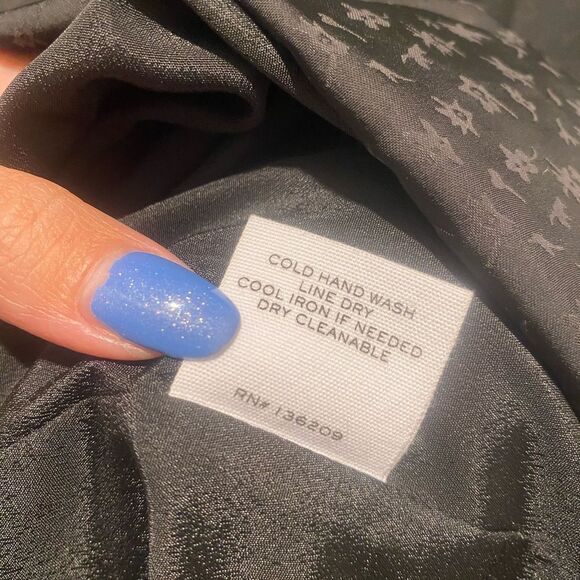 COLD HAND WASH
LINE DRY
COOL IRON IF NEEDED
DRY CLEANABLE
RN# 136209